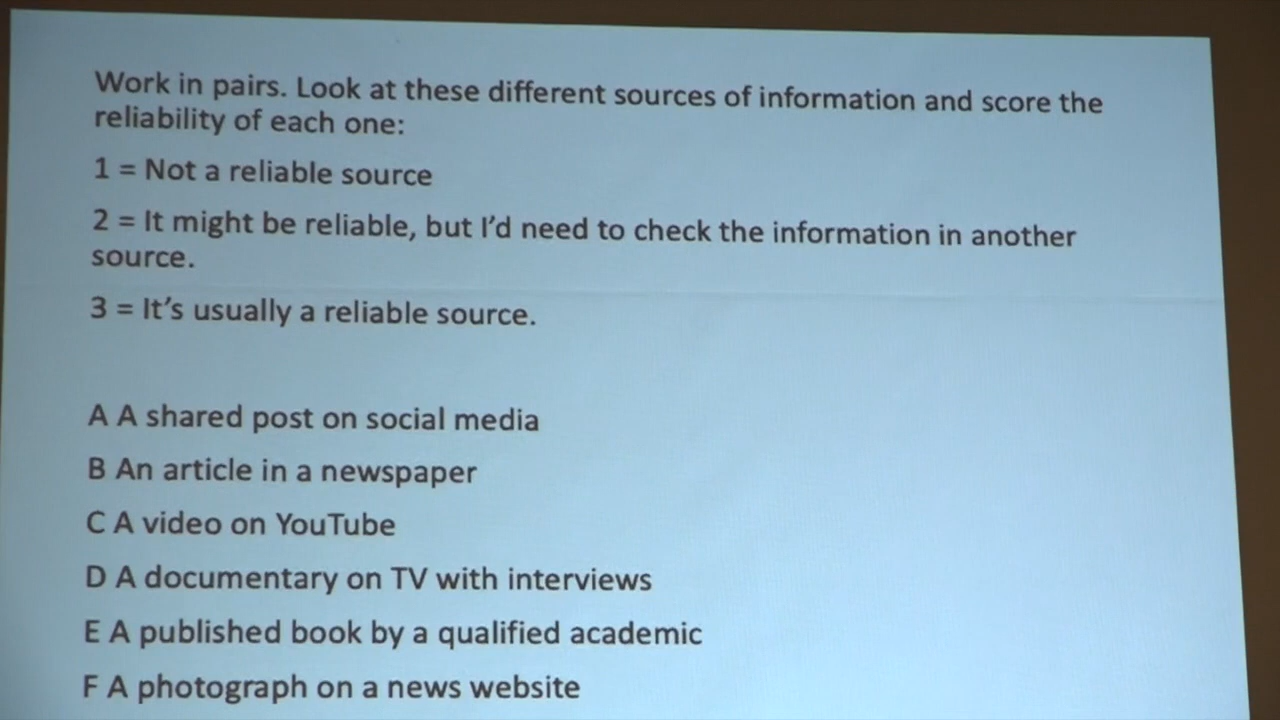 Work in pairs. Look at these different sources of information and score the
reliability of each one:
1 = Not a reliable source
2 = It might be reliable, but I'd need to check the information in another
source.
3 = It's usually a reliable source.
A A shared post on social media
B An article in a newspaper
C A video on YouTube
D A documentary on TV with interviews
E A published book by a qualified academic
F A photograph on a news website